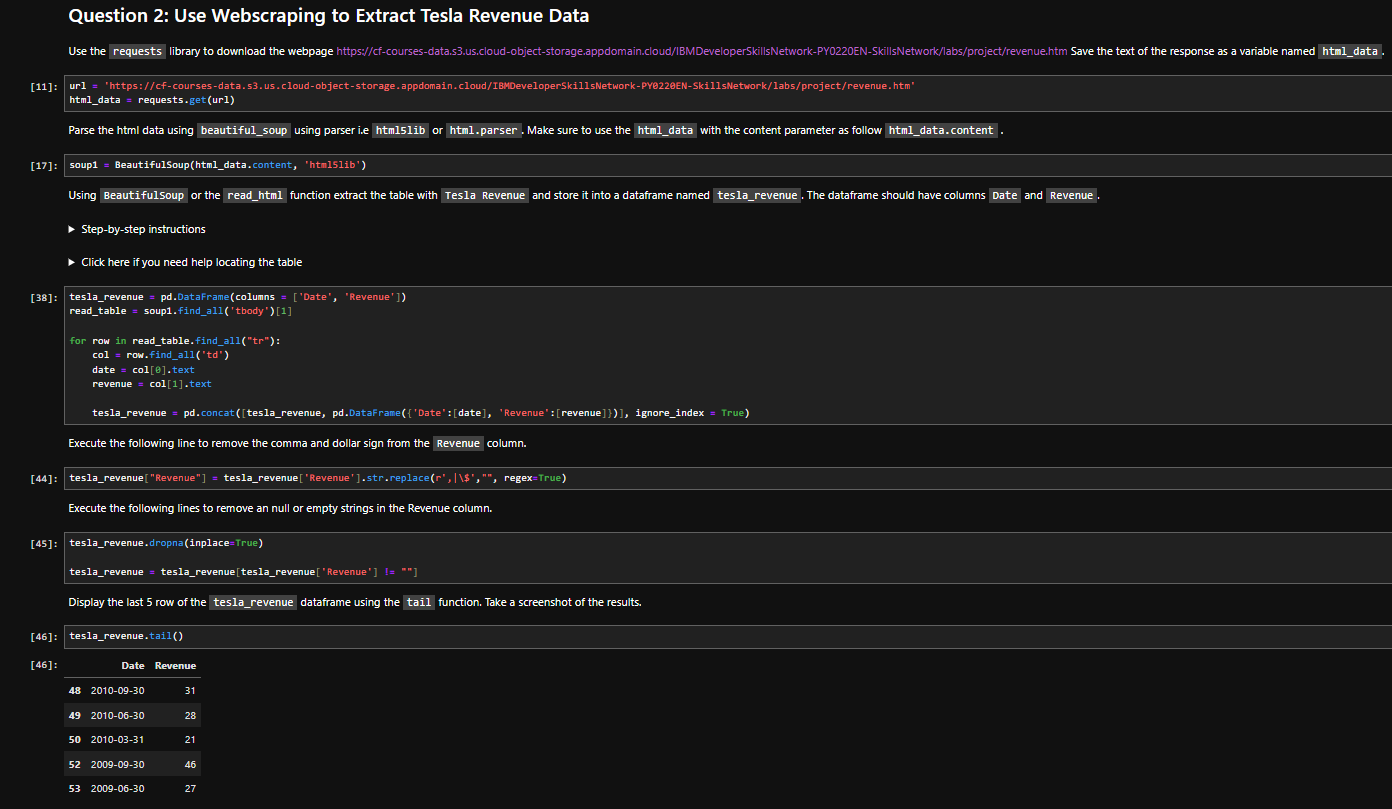 Question 2: Use Webscraping to Extract Tesla Revenue Data
Use the requests library to download the webpage https://cf-courses-data.s3.us.cloud-object-storage.appdomain.cloud/IBMDeveloperSkillsNetwork-PY0220EN-SkillsNetwork/labs/project/revenue.htm Save the text of the response as a variable named html_data.
[11]: url = 'https://cf-courses-data.s3.us.cloud-object-storage.appdomain.cloud/IBMDeveloperSkillsNetwork-PY0220EN-SkillsNetwork/labs/project/revenue.htm'
html_data = requests.get(url)
Parse the html data using beautiful_soup using parser i.e html5lib or html.parser. Make sure to use the html_data with the content parameter as follow html_data.content .
[17]: soup1 = BeautifulSoup(html_data.content, 'html5lib')
Using BeautifulSoup or the read_html function extract the table with Tesla Revenue and store it into a dataframe named tesla_revenue. The dataframe should have columns Date and Revenue.
▶ Step-by-step instructions
▶ Click here if you need help locating the table
[38]: tesla_revenue = pd.DataFrame(columns = ['Date', 'Revenue'])
read_table = soup1.find_all('tbody')[1]
for row in read_table.find_all("tr"):
    col = row.find_all('td')
    date = col[0].text
    revenue = col[1].text
    tesla_revenue = pd.concat([tesla_revenue, pd.DataFrame({'Date':[date], 'Revenue':[revenue]})], ignore_index = True)
Execute the following line to remove the comma and dollar sign from the Revenue column.
[44]: tesla_revenue["Revenue"] = tesla_revenue['Revenue'].str.replace(r',|\$',"", regex=True)
Execute the following lines to remove an null or empty strings in the Revenue column.
[45]: tesla_revenue.dropna(inplace=True)
tesla_revenue = tesla_revenue[tesla_revenue['Revenue'] != ""]
Display the last 5 row of the tesla_revenue dataframe using the tail function. Take a screenshot of the results.
[46]: tesla_revenue.tail()
[46]: Date Revenue
48 2010-09-30 31
49 2010-06-30 28
50 2010-03-31 21
52 2009-09-30 46
53 2009-06-30 27